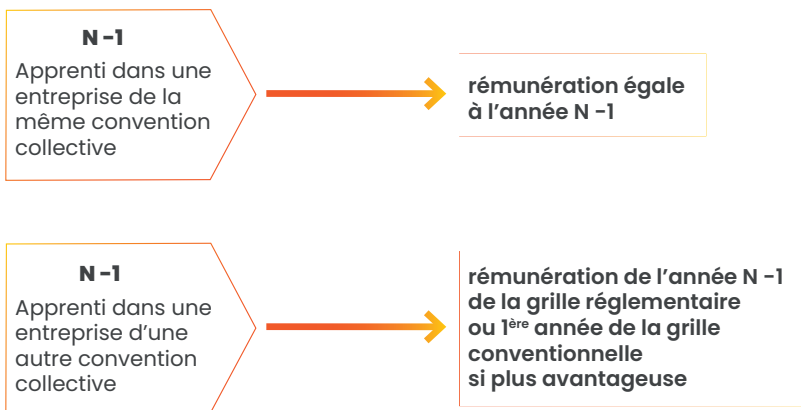 N -1
Apprenti dans une
entreprise de la
même convention
collective
rémunération égale
à l'année N -1
N -1
Apprenti dans une
entreprise d'une
autre convention
collective
rémunération de l'année N -1
de la grille réglementaire
ou 1ère année de la grille
conventionnelle
si plus avantageuse